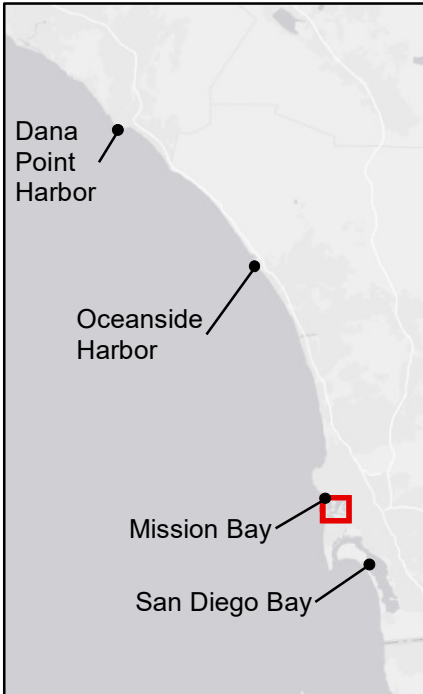 Dana
Point
Harbor
Oceanside
Harbor
Mission Bay
San Diego Bay